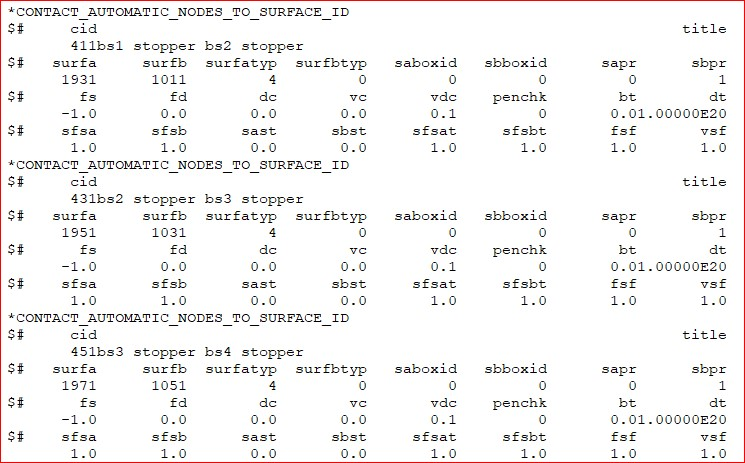 *CONTACT_AUTOMATIC_NODES_TO_SURFACE_ID
$#     cid                                                                 title
       411bs1 stopper bs2 stopper
$#   surfa     surfb  surfatyp  surfbtyp   saboxid   sbboxid      sapr      sbpr
      1931      1011         4         0         0         0         0         1
$#      fs        fd        dc        vc       vdc    penchk        bt        dt
      -1.0       0.0       0.0       0.0       0.1         0       0.01.00000E20
$#    sfsa      sfsb      sast      sbst     sfsat     sfsbt       fsf       vsf
       1.0       1.0       0.0       0.0       1.0       1.0       1.0       1.0
*CONTACT_AUTOMATIC_NODES_TO_SURFACE_ID
$#     cid                                                                 title
       431bs2 stopper bs3 stopper
$#   surfa     surfb  surfatyp  surfbtyp   saboxid   sbboxid      sapr      sbpr
      1951      1031         4         0         0         0         0         1
$#      fs        fd        dc        vc       vdc    penchk        bt        dt
      -1.0       0.0       0.0       0.0       0.1         0       0.01.00000E20
$#    sfsa      sfsb      sast      sbst     sfsat     sfsbt       fsf       vsf
       1.0       1.0       0.0       0.0       1.0       1.0       1.0       1.0
*CONTACT_AUTOMATIC_NODES_TO_SURFACE_ID
$#     cid                                                                 title
       451bs3 stopper bs4 stopper
$#   surfa     surfb  surfatyp  surfbtyp   saboxid   sbboxid      sapr      sbpr
      1971      1051         4         0         0         0         0         1
$#      fs        fd        dc        vc       vdc    penchk        bt        dt
      -1.0       0.0       0.0       0.0       0.1         0       0.01.00000E20
$#    sfsa      sfsb      sast      sbst     sfsat     sfsbt       fsf       vsf
       1.0       1.0       0.0       0.0       1.0       1.0       1.0       1.0